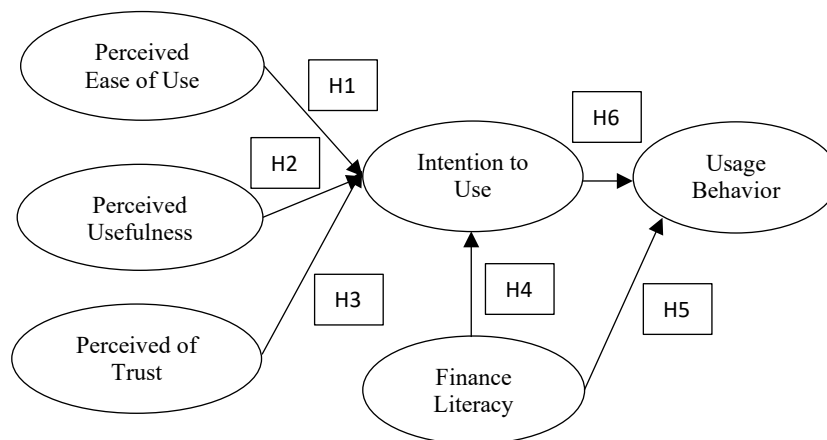 Perceived
Ease of Use
H1
H2
Perceived
Usefulness
H3
Perceived of
Trust
Intention to
Use
H6
Usage
Behavior
H4
H5
Finance
Literacy